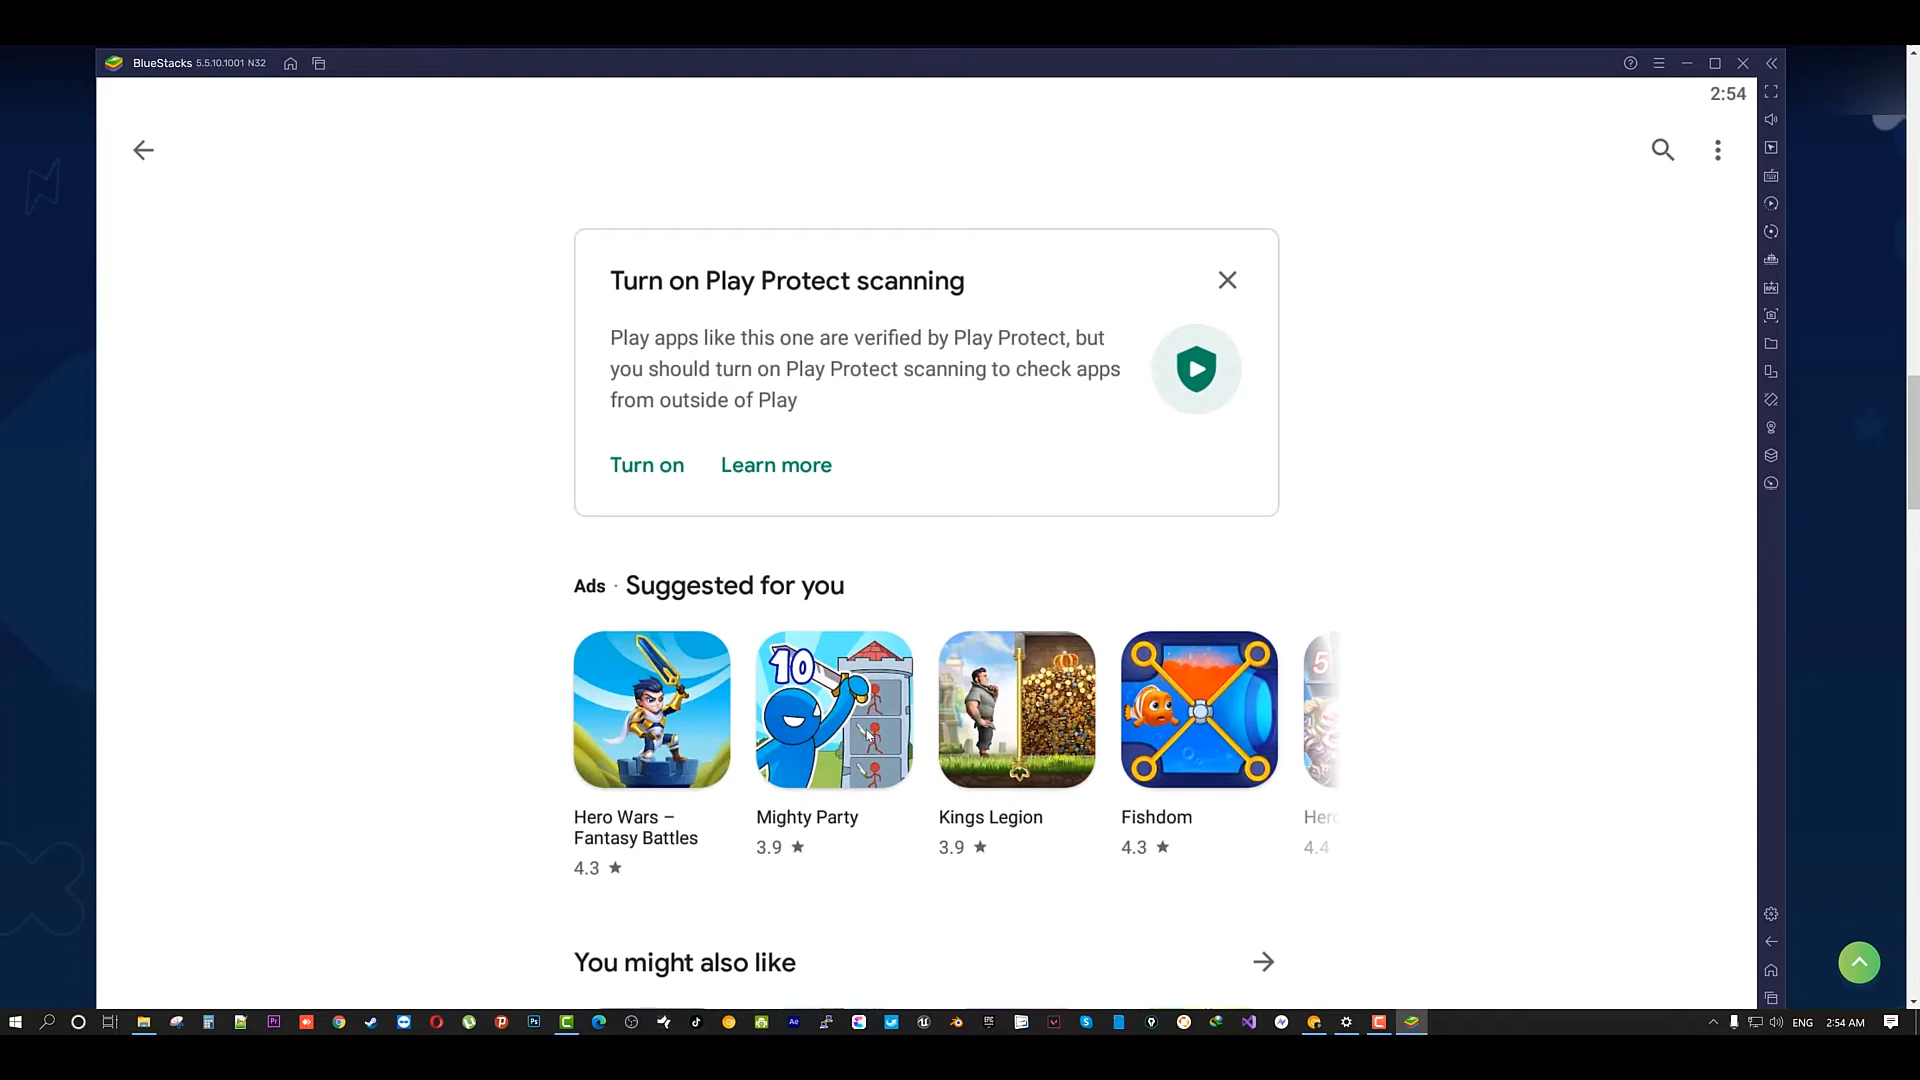 BlueStacks 5.5.10.1001 N32
2:54
Turn on Play Protect scanning
Play apps like this one are verified by Play Protect, but
you should turn on Play Protect scanning to check apps
from outside of Play
Turn on Learn more
Ads · Suggested for you
10
5
Hero Wars –
Fantasy Battles
4.3 ★
Mighty Party
3.9 ★
Kings Legion
3.9 ★
Fishdom
4.3 ★
Hero
4.4
You might also like
ENG 2:54 AM